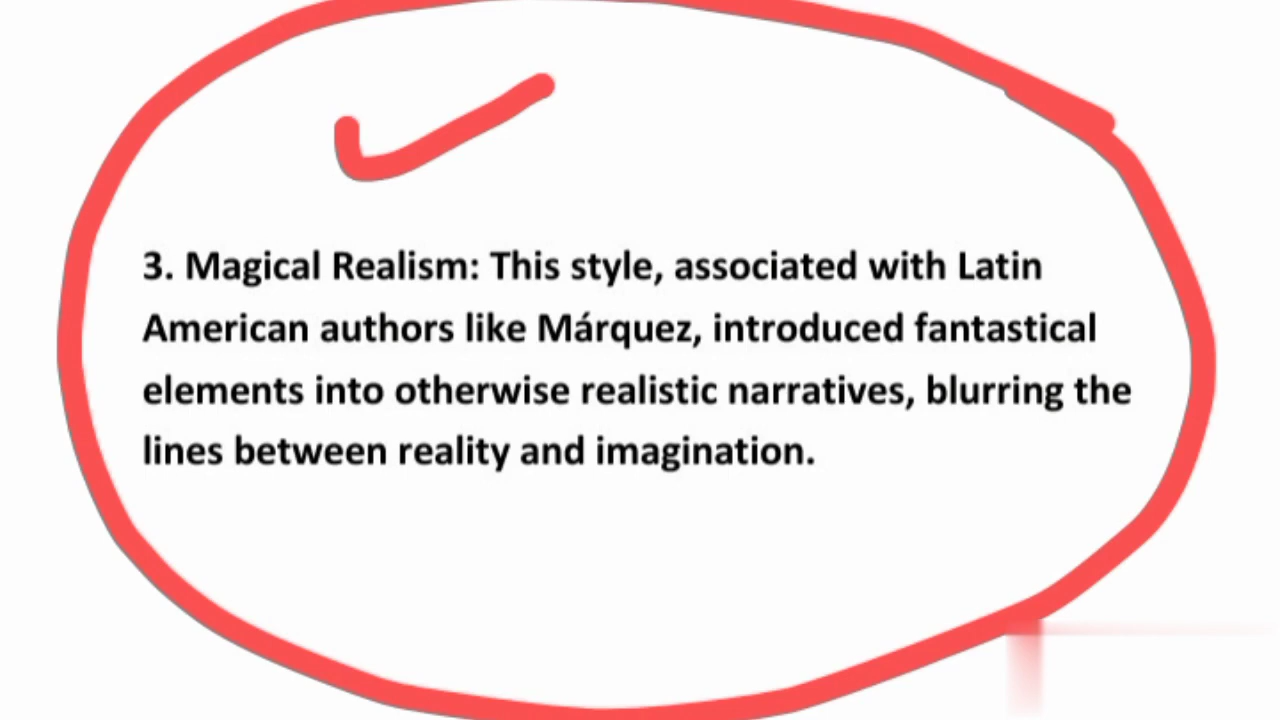 3. Magical Realism: This style, associated with Latin
American authors like Márquez, introduced fantastical
elements into otherwise realistic narratives, blurring the
lines between reality and imagination.